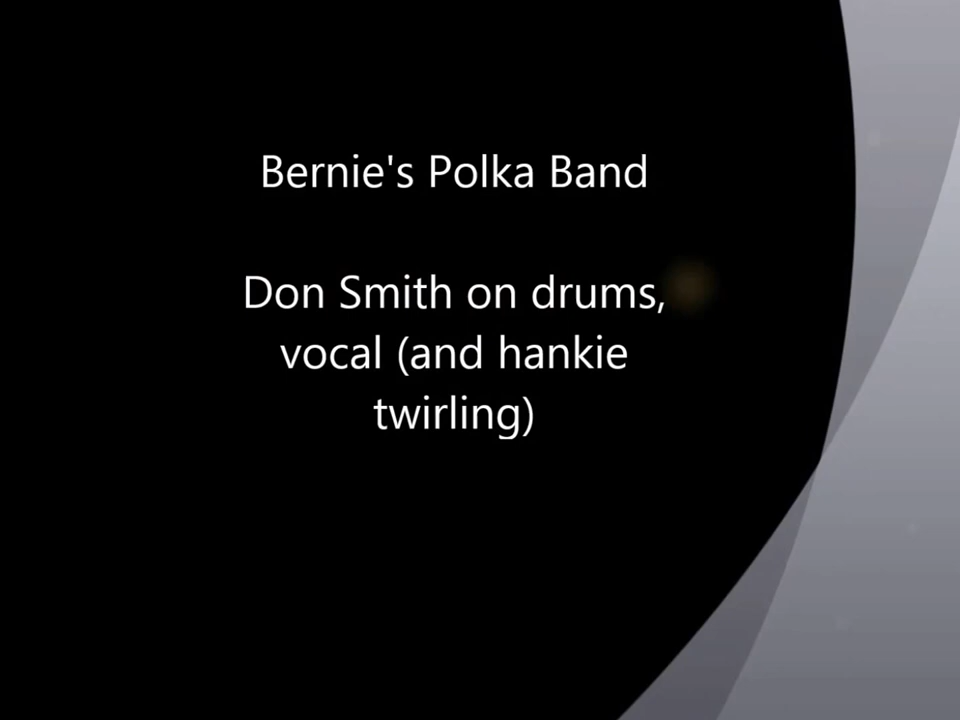 Bernie's Polka Band
Don Smith on drums,
vocal (and hankie
twirling)